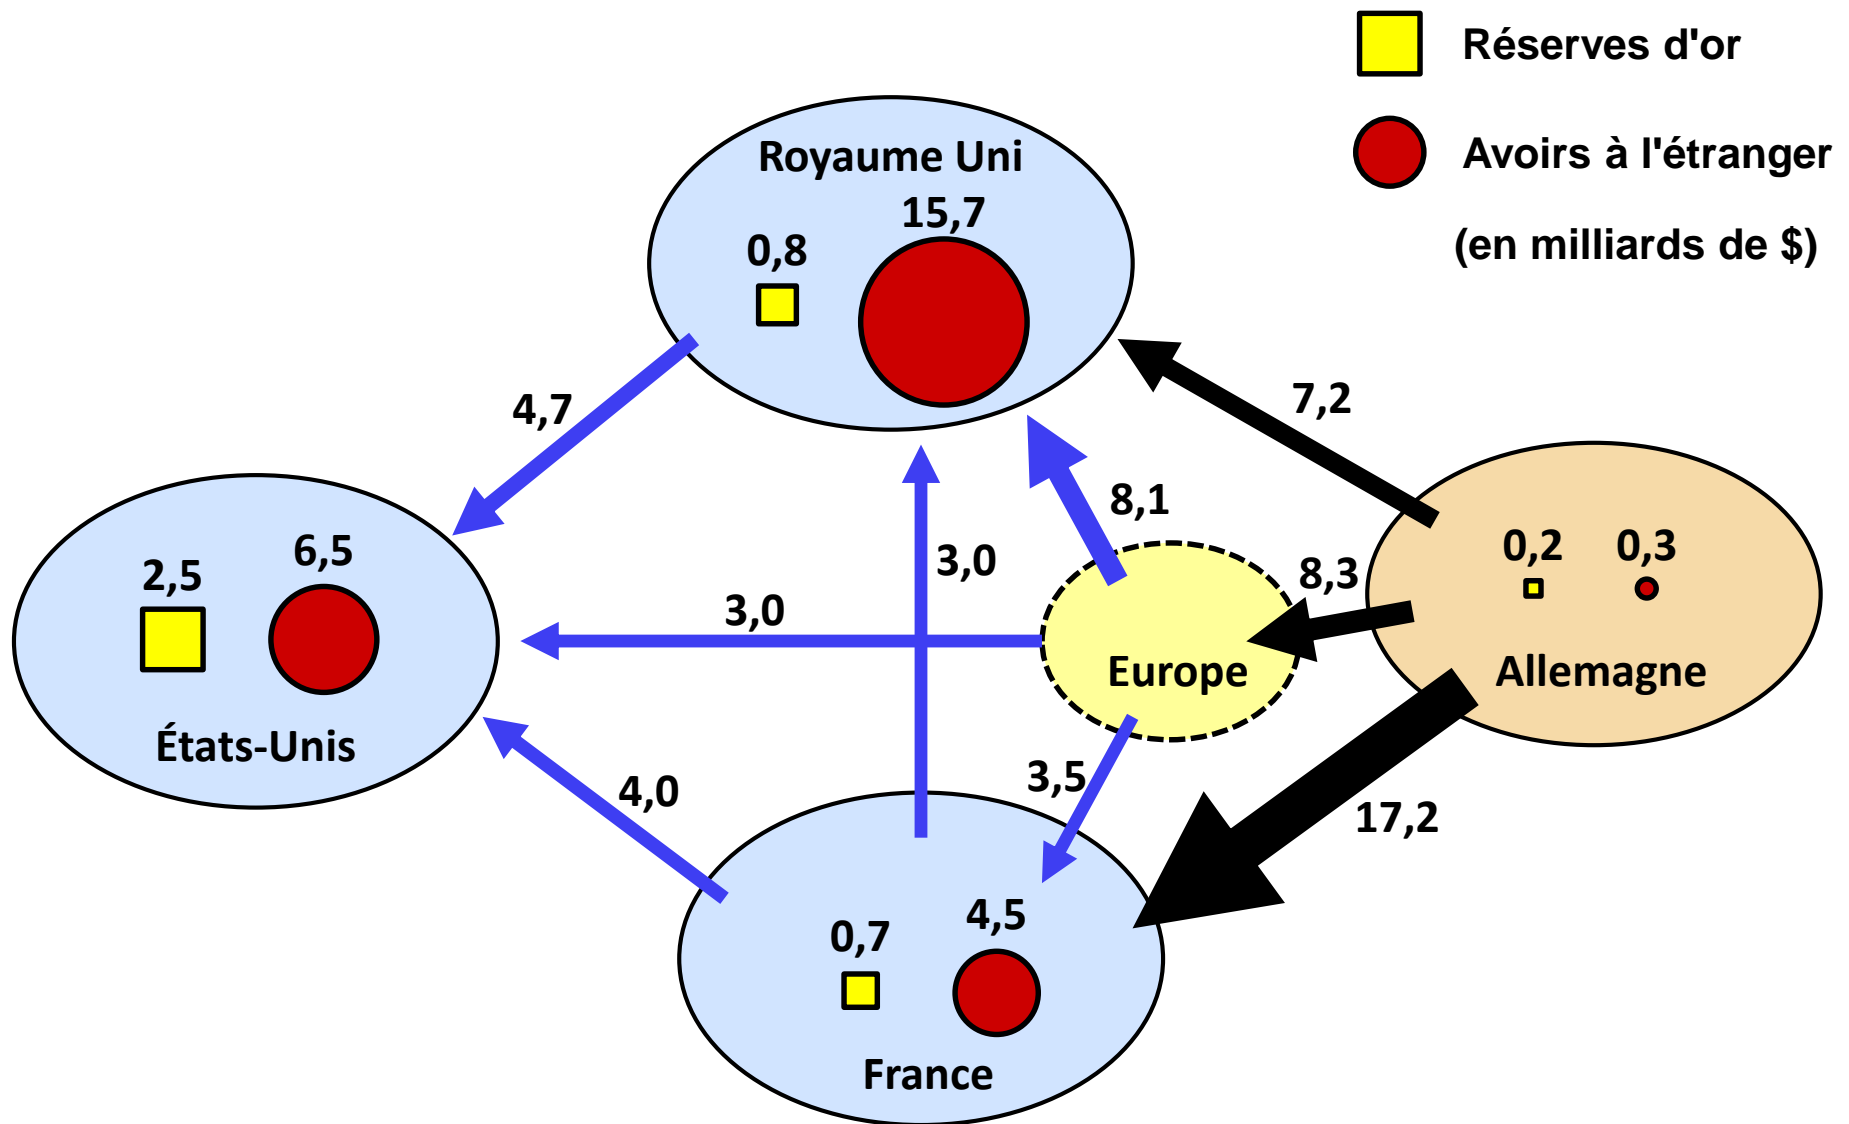 Réserves d'or
Avoirs à l'étranger
(en milliards de $)
Royaume Uni
15,7
0,8
4,7
7,2
8,1
3,0
3,0
8,3
0,2 0,3
Allemagne
Europe
2,5
6,5
États-Unis
4,0
3,5
17,2
0,7
4,5
France